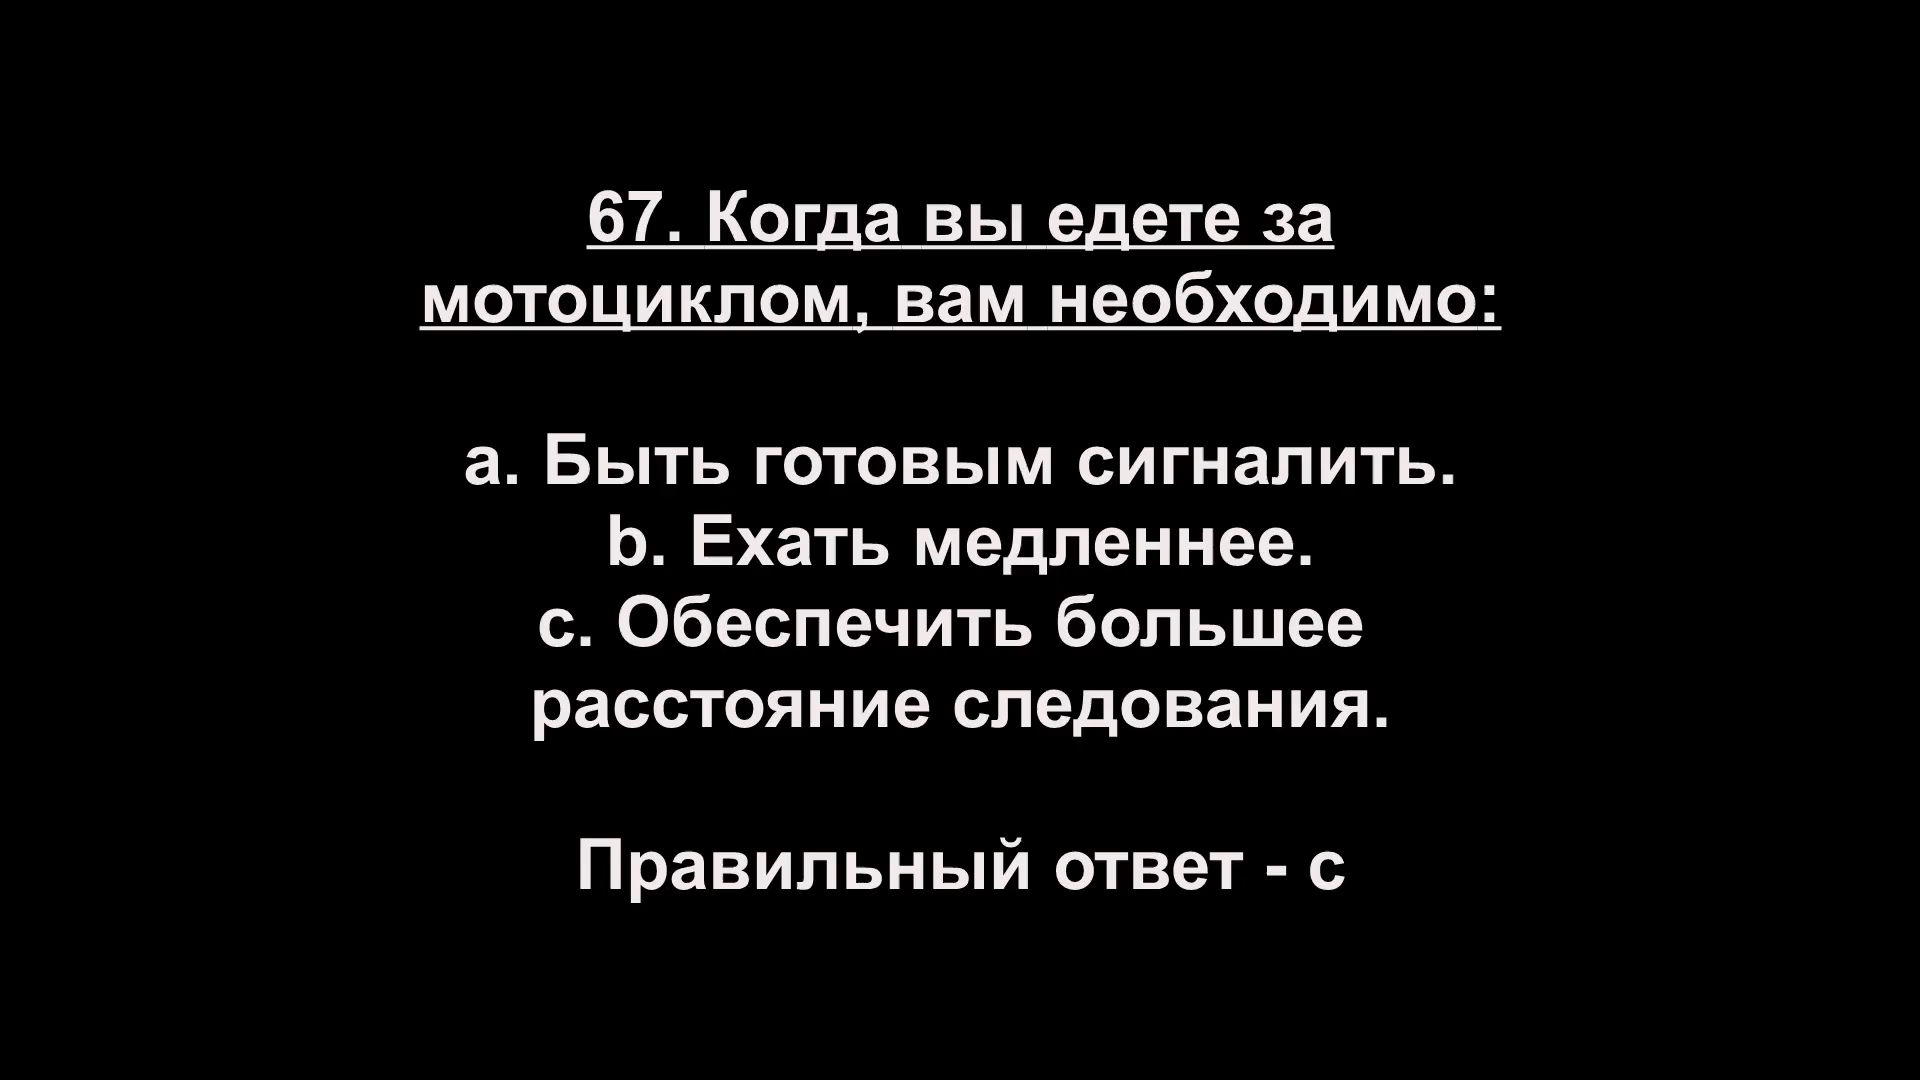 67. Когда вы едете за
мотоциклом, вам необходимо:
a. Быть готовым сигналить.
b. Ехать медленнее.
c. Обеспечить большее
расстояние следования.
Правильный ответ - c